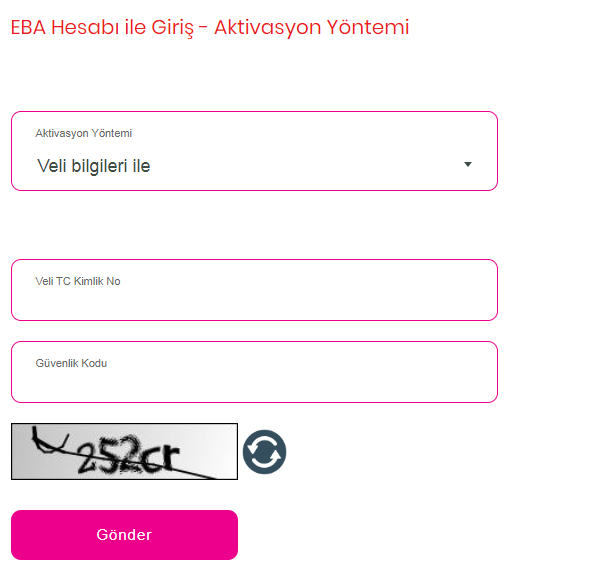 EBA Hesabı ile Giriş - Aktivasyon Yöntemi
Aktivasyon Yöntemi
Veli bilgileri ile
Veli TC Kimlik No
Güvenlik Kodu
252cr
Gönder